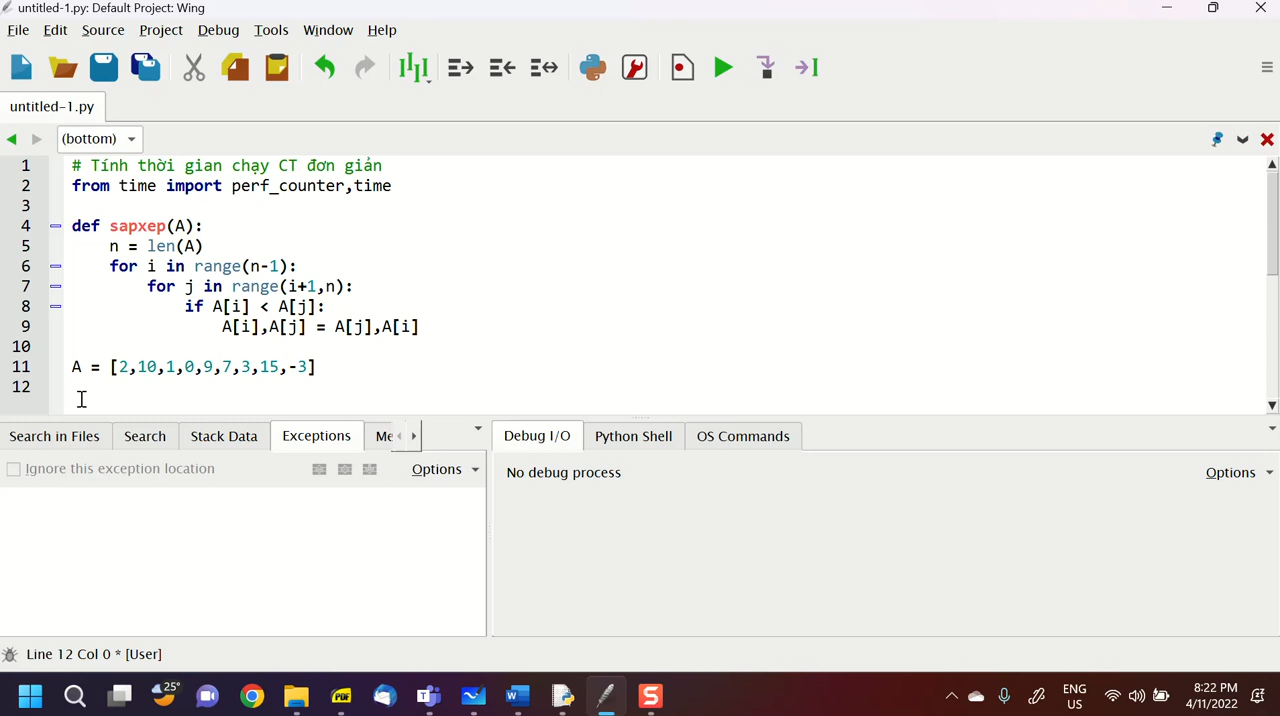 untitled-1.py: Default Project: Wing
File Edit Source Project Debug Tools Window Help
untitled-1.py
(bottom)
1 # Tính thời gian chạy CT đơn giản
2 from time import perf_counter,time
3
4 def sapxep(A):
5 n = len(A)
6 for i in range(n-1):
7 for j in range(i+1,n):
8 if A[i] < A[j]:
9 A[i],A[j] = A[j],A[i]
10
11 A = [2,10,1,0,9,7,3,15,-3]
12
Search in Files Search Stack Data Exceptions Me Debug I/O Python Shell OS Commands
Ignore this exception location Options No debug process Options
Line 12 Col 0 * [User]
25° PDF W S ENG US 8:22 PM 4/11/2022